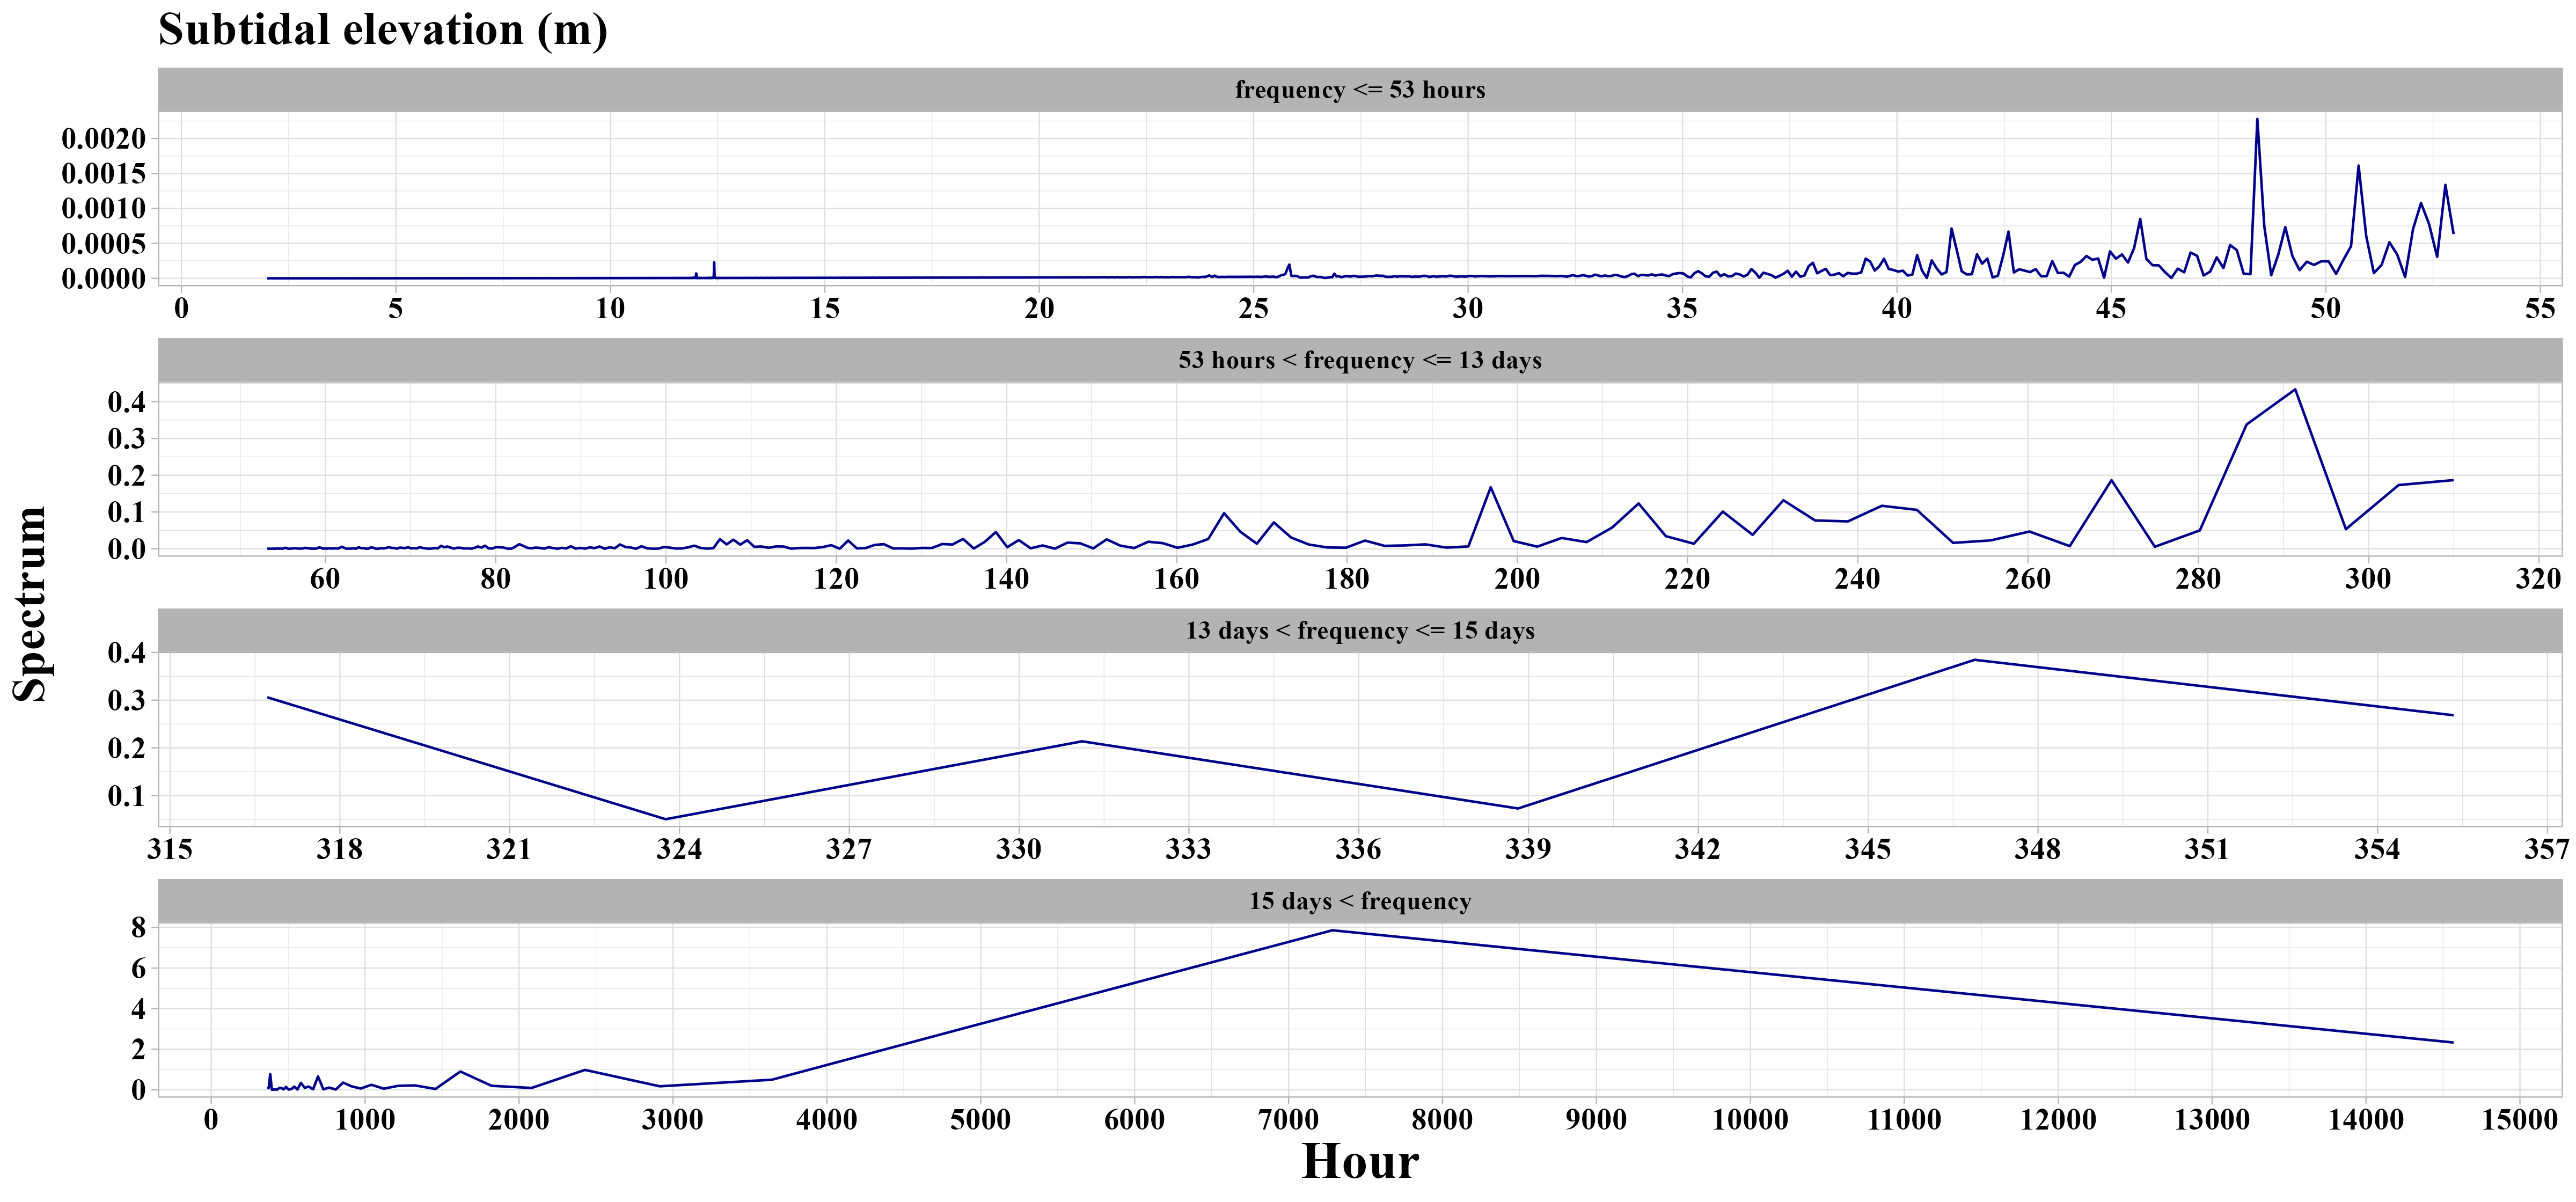 Subtidal elevation (m)
frequency <= 53 hours
0.0020
0.0015
0.0010
0.0005
0.0000
0 5 10 15 20 25 30 35 40 45 50 55
53 hours < frequency <= 13 days
0.4
0.3
0.2
0.1
0.0
60 80 100 120 140 160 180 200 220 240 260 280 300 320
13 days < frequency <= 15 days
0.4
0.3
0.2
0.1
315 318 321 324 327 330 333 336 339 342 345 348 351 354 357
15 days < frequency
8
6
4
2
0
0 1000 2000 3000 4000 5000 6000 7000 8000 9000 10000 11000 12000 13000 14000 15000
Spectrum
Hour